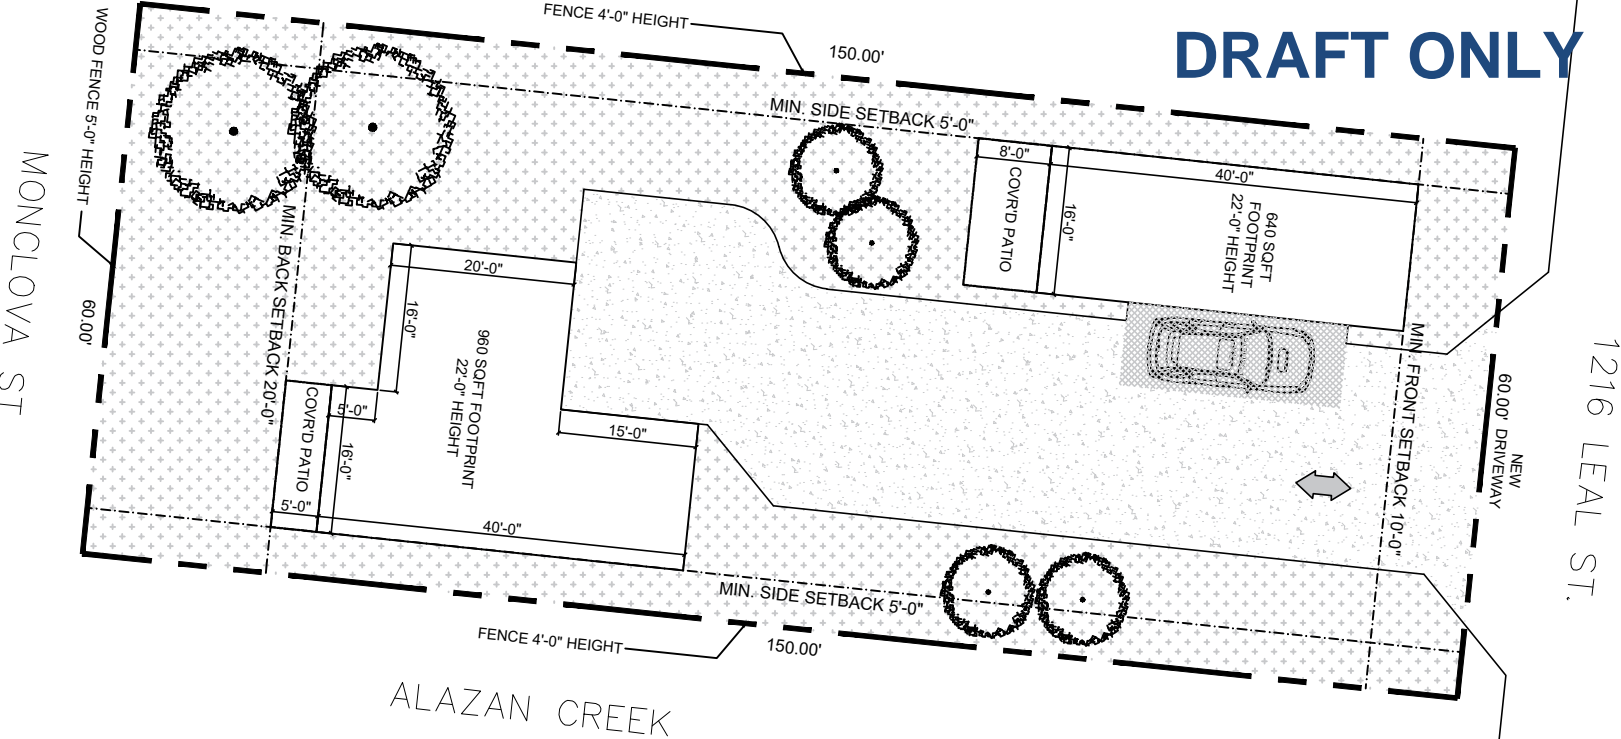 DRAFT ONLY
FENCE 4'-0" HEIGHT
150.00'
WOOD FENCE 5'-0" HEIGHT
MIN. SIDE SETBACK 5'-0"
8'-0"
COVR'D PATIO
16'-0"
40'-0"
640 SQFT
FOOTPRINT
22'-0" HEIGHT
MONCLOVA ST
60.00'
MIN. BACK SETBACK 20'-0"
20'-0"
16'-0"
960 SQFT FOOTPRINT
22'-0" HEIGHT
COVR'D PATIO
5'-0"
16'-0"
5'-0"
40'-0"
15'-0"
MIN. FRONT SETBACK 10'-0"
NEW
60.00' DRIVEWAY
1216 LEAL ST.
MIN. SIDE SETBACK 5'-0"
FENCE 4'-0" HEIGHT
150.00'
ALAZAN CREEK